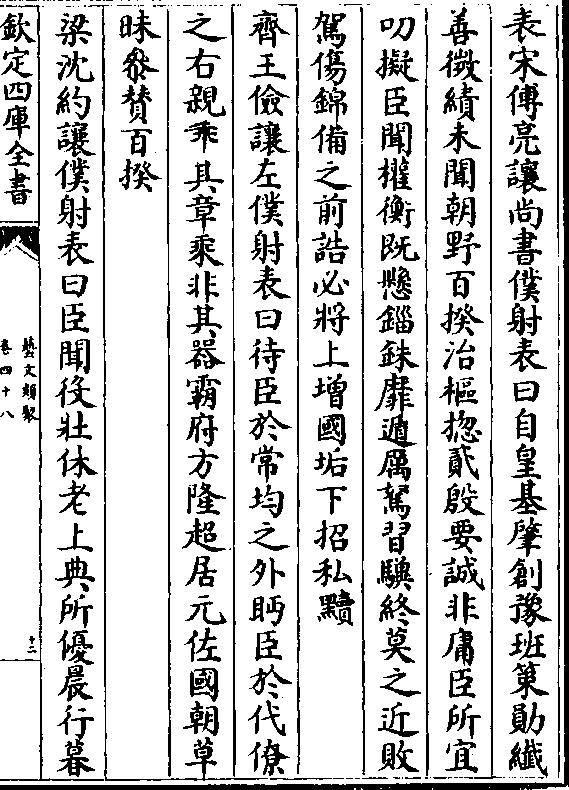 表宋傅亮讓尚書僕射表曰自皇基肇創豫班策勛纖
善微績未聞朝野百揆治樞揔貳殷要誠非庸臣所宜
叨擬臣聞權衡既懸錙銖靡遁厲駕習驥終莫之近敗
駕傷錦備之前誥必將上增國垢下招私黷
齊王儉讓左僕射表曰待臣於常均之外眄臣於代僚
之右親乖其章乘非其器霸府方隆超居元佐國朝草
昧叅贊百揆
梁沈約讓僕射表曰臣聞役壯休老上典所優晨行暮
欽定四庫全書
藝文類聚
卷四十八
十二